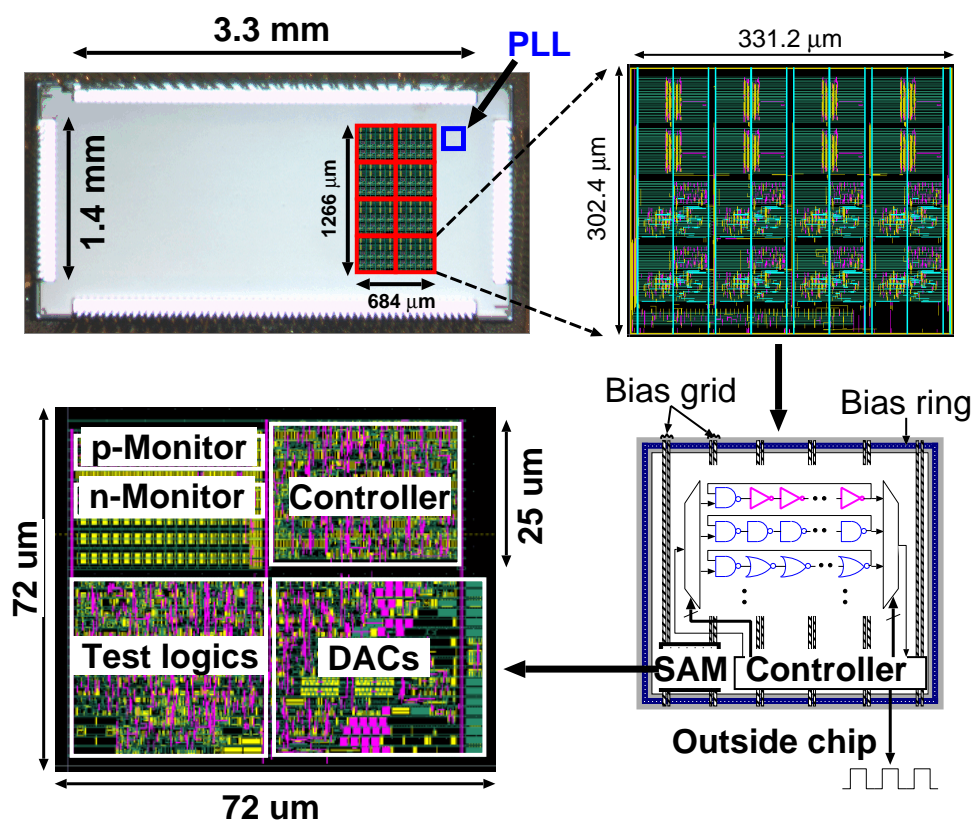 3.3 mm
PLL
331.2 μm
1.4 mm
1266 μm
684 μm
302.4 μm
Bias grid
Bias ring
p-Monitor
n-Monitor
Controller
25 um
72 um
Test logics
DACs
SAM
Controller
Outside chip
72 um